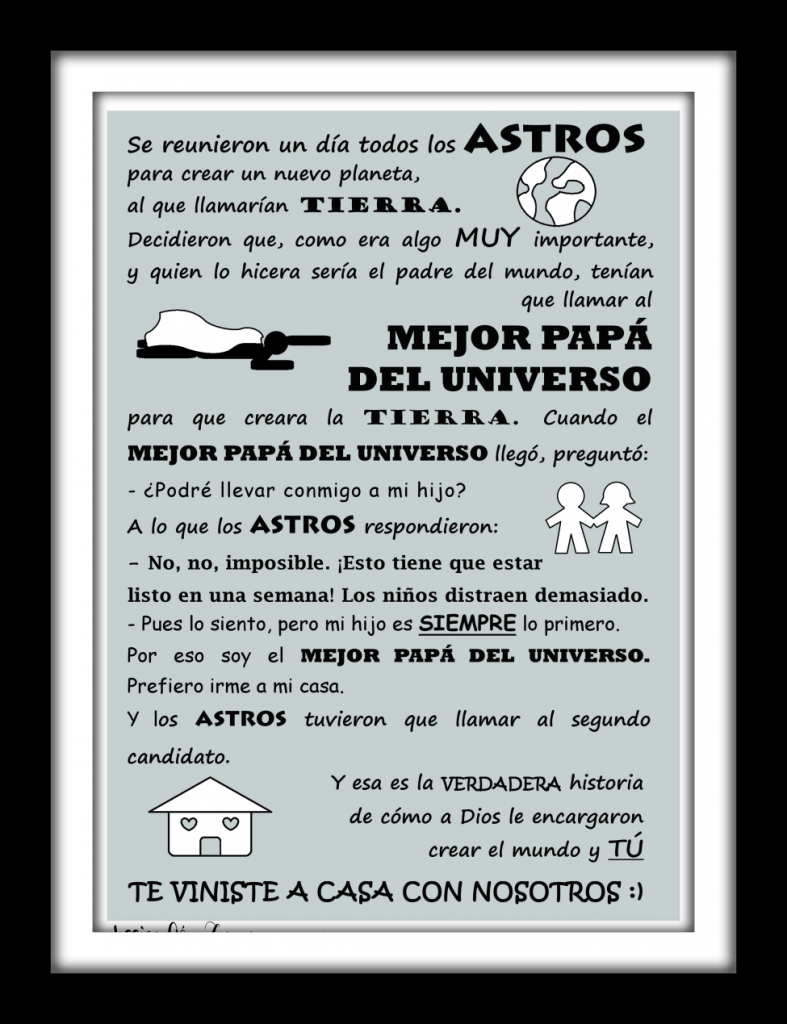 Se reunieron un día todos los ASTROS
para crear un nuevo planeta,
al que llamarían TIERRA.
Decidieron que, como era algo MUY importante,
y quien lo hicera sería el padre del mundo, tenían
que llamar al
MEJOR PAPÁ
DEL UNIVERSO
para que creara la TIERRA. Cuando el
MEJOR PAPÁ DEL UNIVERSO llegó, preguntó:
- ¿Podré llevar conmigo a mi hijo?
A lo que los ASTROS respondieron:
– No, no, imposible. ¡Esto tiene que estar
listo en una semana! Los niños distraen demasiado.
- Pues lo siento, pero mi hijo es SIEMPRE lo primero.
Por eso soy el MEJOR PAPÁ DEL UNIVERSO.
Prefiero irme a mi casa.
Y los ASTROS tuvieron que llamar al segundo
candidato.
Y esa es la VERDADERA historia
de cómo a Dios le encargaron
crear el mundo y TÚ
TE VINISTE A CASA CON NOSOTROS :)